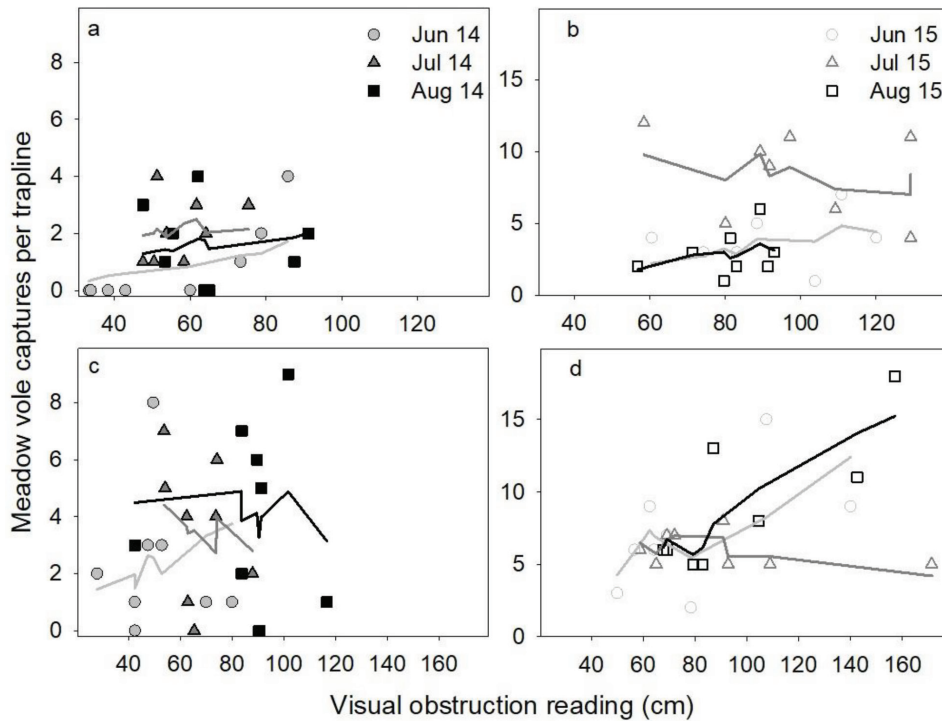 a
Jun 14
Jul 14
Aug 14
8
6
4
2
0
40 60 80 100 120
b
Jun 15
Jul 15
Aug 15
15
10
5
0
40 60 80 100 120
c
8
6
4
2
0
40 60 80 100 120 140 160
d
15
10
5
0
40 60 80 100 120 140 160
Meadow vole captures per trapline
Visual obstruction reading (cm)